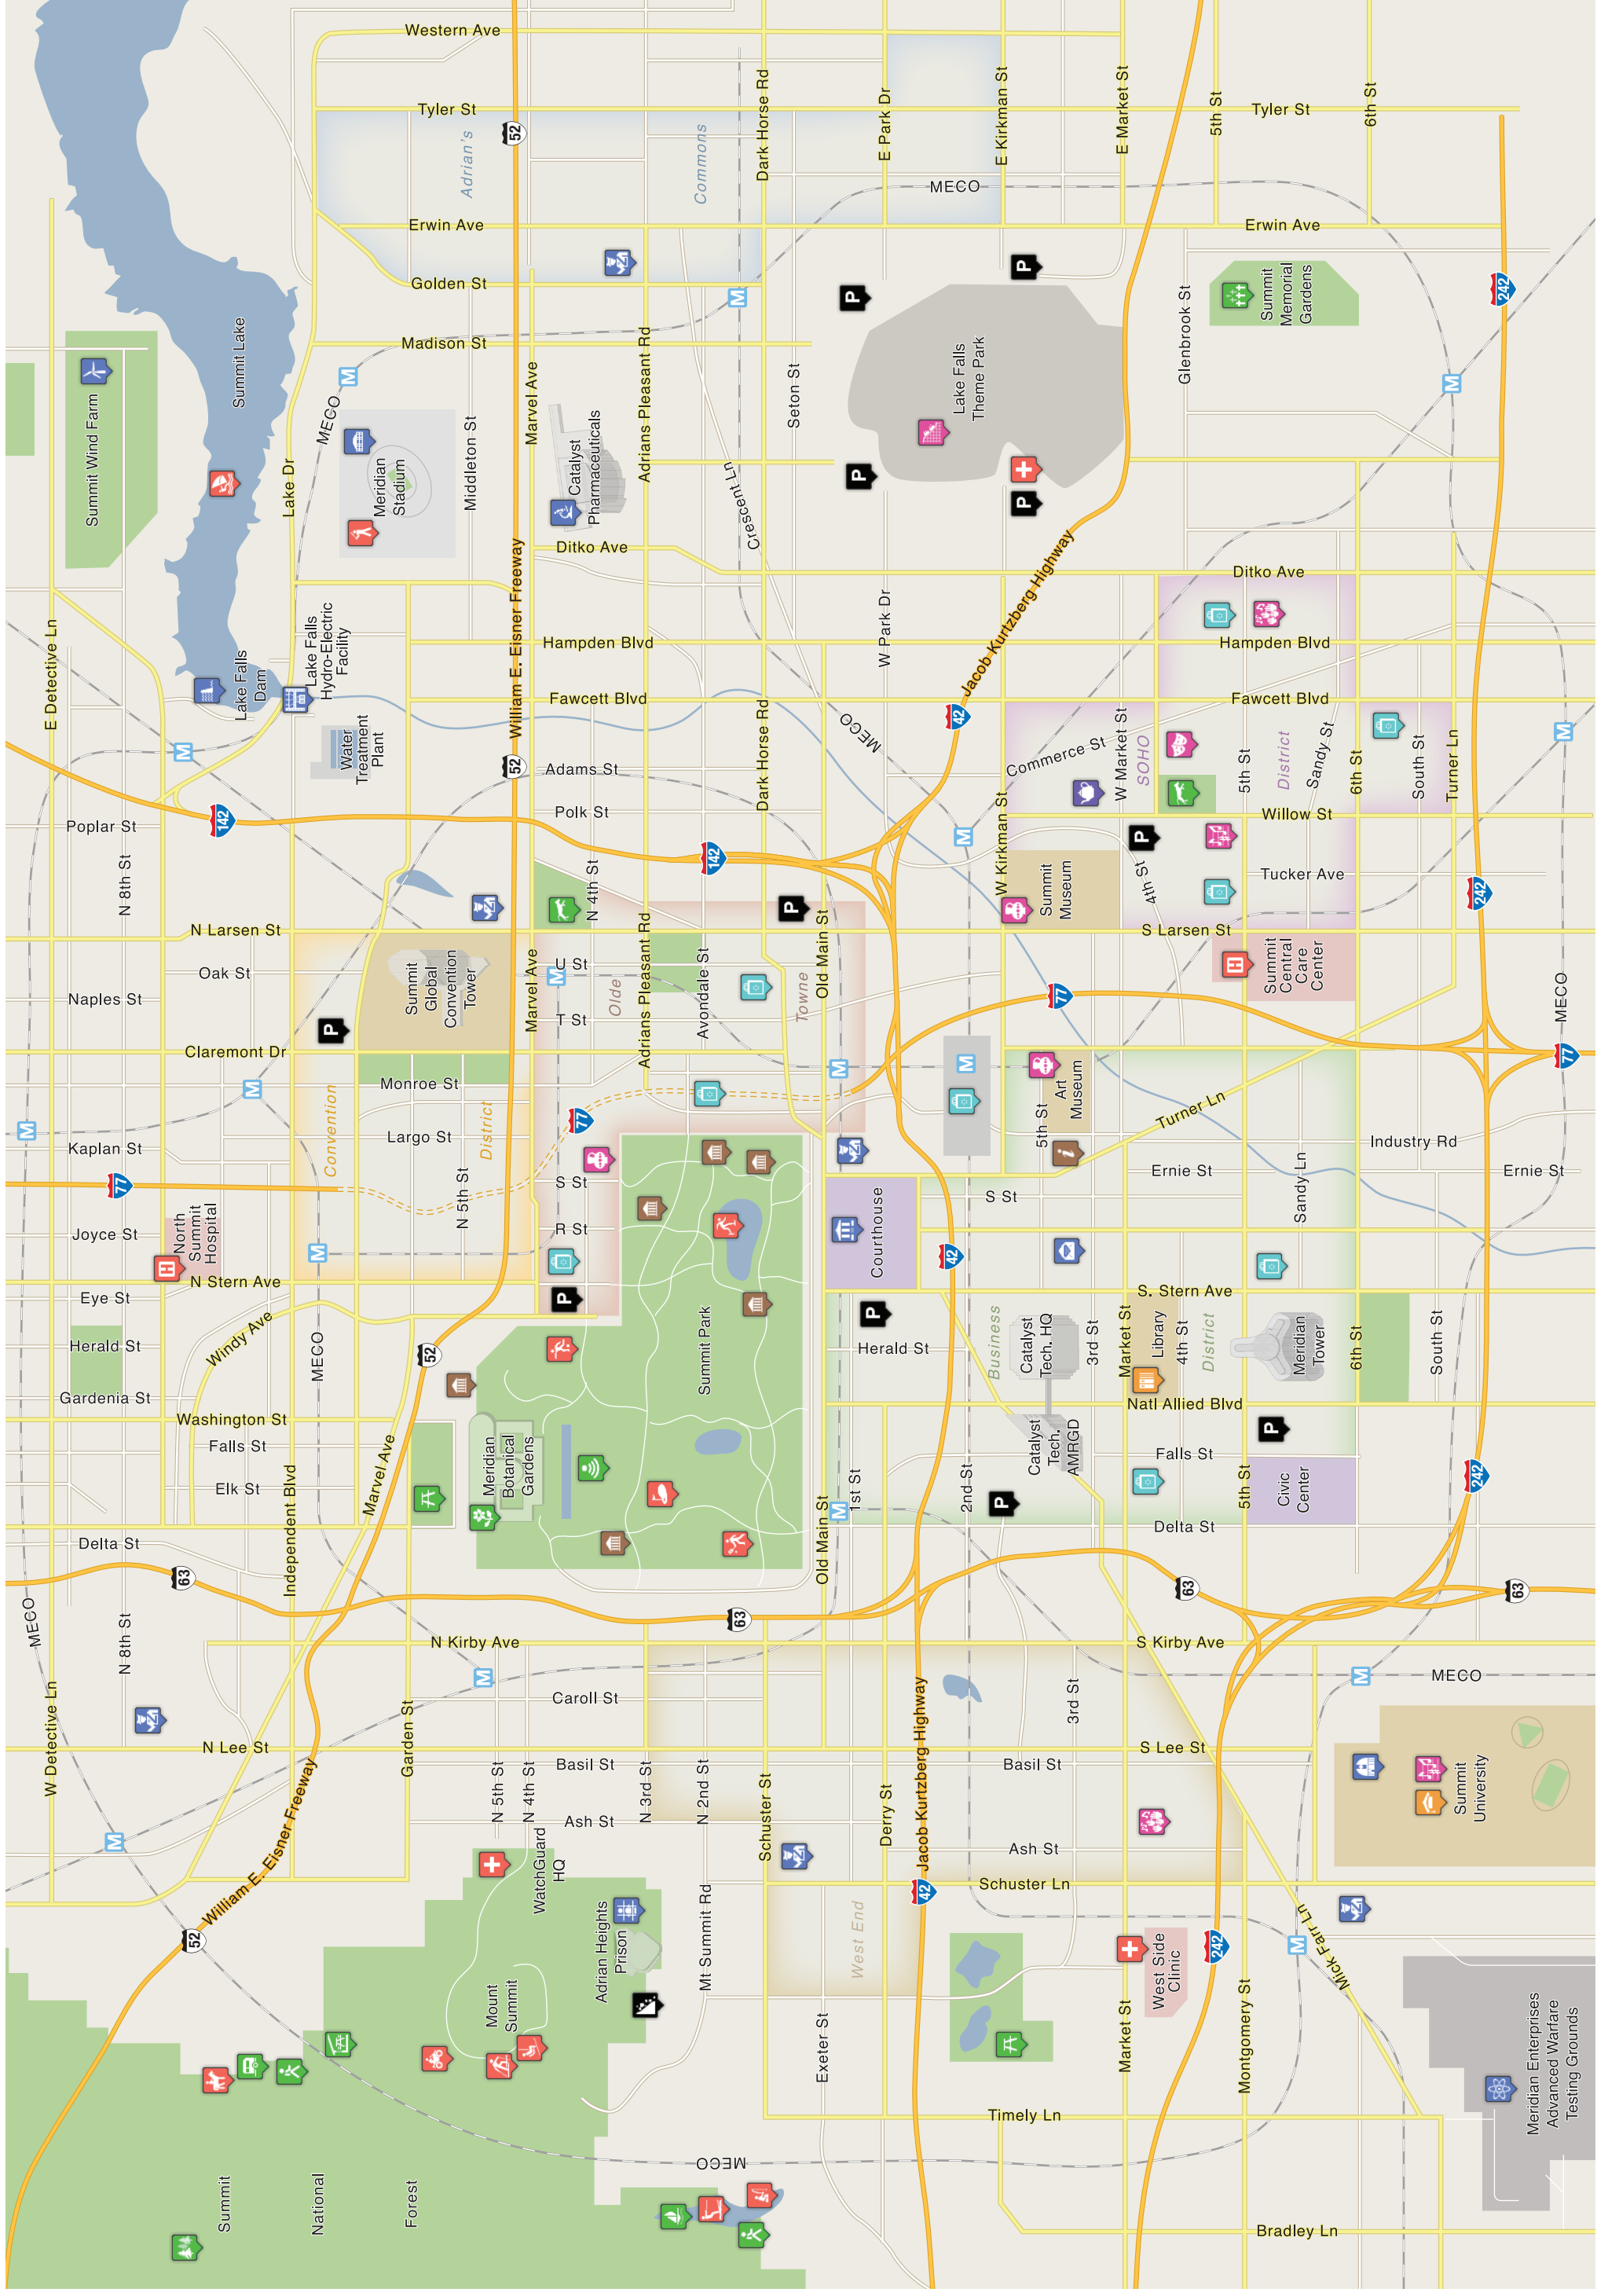 Western Ave
Tyler St
Adrian's
52
Commons
Dark Horse Rd
E Park Dr
E Kirkman St
E Market St
5th St
Tyler St
6th St
MECO
Erwin Ave
Erwin Ave
Golden St
M
P
P
Summit
Memorial
Gardens
242
Summit Wind Farm
Summit Lake
Madison St
M
MECO
Marvel Ave
Adrians Pleasant Rd
Seton St
Lake Falls
Theme Park
Glenbrook St
M
Lake Dr
Meridian
Stadium
Middleton St
Catalyst
Pharmaceuticals
Crescent Ln
P
P
Ditko Ave
Ditko Ave
William E. Eisner Freeway
Jacob Kurtzberg Highway
E Detective Ln
Lake Falls
Dam
Lake Falls
Hydro-Electric
Facility
Hampden Blvd
Hampden Blvd
W Park Dr
Fawcett Blvd
Fawcett Blvd
42
M
Water
Treatment
Plant
52
Adams St
Dark Horse Rd
MECO
Commerce St
W Market St
SOHO
5th St
District
Sandy St
6th St
South St
Turner Ln
M
Poplar St
142
Polk St
M
W Kirkman St
Willow St
P
142
N 8th St
N 4th St
P
Old Main St
Summit
Museum
4th St
Tucker Ave
242
N Larsen St
S Larsen St
Adrians Pleasant Rd
Oak St
Summit
Global
Convention
Tower
U St
M
Olde
Avondale St
Towne
H
Summit
Central
Care
Center
Naples St
P
Marvel Ave
T St
77
MECO
Claremont Dr
77
M
Monroe St
M
M
5th St
Art
Museum
Turner Ln
M
Convention
District
77
Kaplan St
Largo St
Industry Rd
77
S St
Ernie St
Ernie St
Joyce St
North
Summit
Hospital
H
N 5th St
R St
Courthouse
S St
Sandy Ln
M
42
N Stern Ave
S. Stern Ave
Eye St
P
P
Herald St
Windy Ave
MECO
52
Summit Park
Herald St
Business
Catalyst
Tech. HQ
3rd St
Market St
Library
4th St
District
Meridian
Tower
6th St
South St
Gardenia St
Washington St
Natl Allied Blvd
Falls St
Meridian
Botanical
Gardens
Catalyst
Tech.
AMRGD
Falls St
P
Elk St
Independent Blvd
Marvel Ave
Old Main St
M
1st St
2nd St
P
5th St
Civic
Center
242
Delta St
Delta St
63
63
63
63
MECO
N 8th St
N Kirby Ave
S Kirby Ave
M
M
MECO
Caroll St
3rd St
W Detective Ln
N Lee St
Garden St
S Lee St
Jacob Kurtzberg Highway
William E. Eisner Freeway
N 5th St
N 4th St
Basil St
N 3rd St
N 2nd St
Schuster St
Derry St
Basil St
Summit
University
M
Ash St
Ash St
WatchGuard
HQ
Schuster Ln
42
52
Adrian Heights
Prison
Mt Summit Rd
West End
West Side
Clinic
242
M
Mick Farr Ln
Mount
Summit
Exeter St
Market St
Montgomery St
Meridian Enterprises
Advanced Warfare
Testing Grounds
Timely Ln
MECO
Summit
National
Forest
Bradley Ln